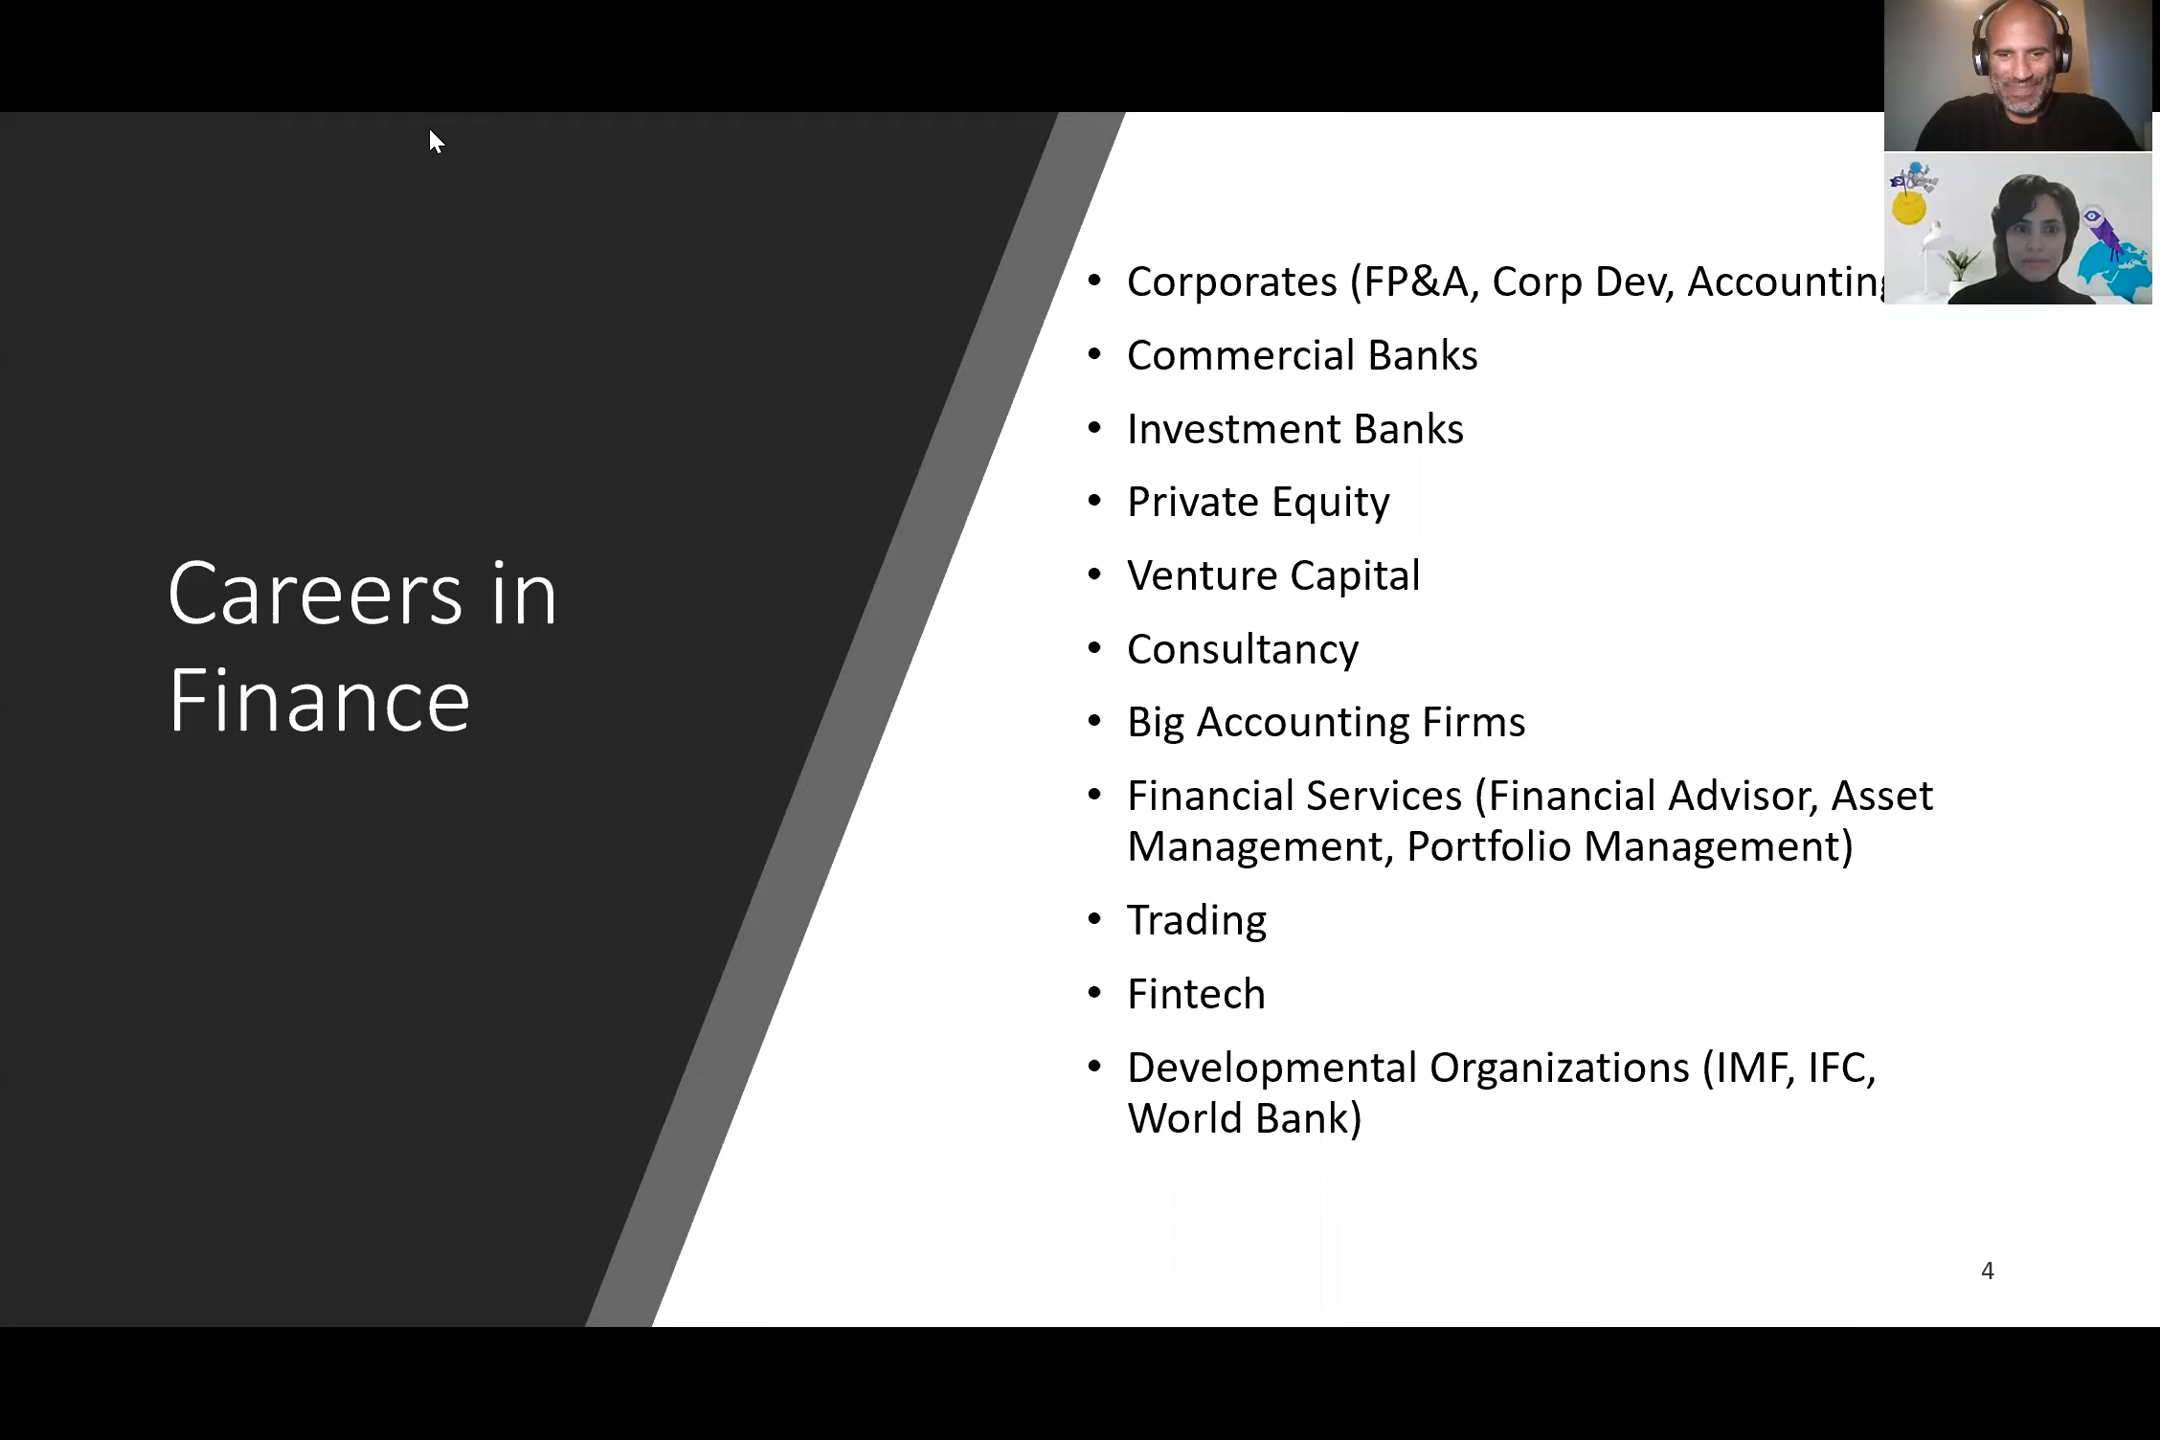 Careers in
Finance
• Corporates (FP&A, Corp Dev, Accounting
• Commercial Banks
• Investment Banks
• Private Equity
• Venture Capital
• Consultancy
• Big Accounting Firms
• Financial Services (Financial Advisor, Asset
Management, Portfolio Management)
• Trading
• Fintech
• Developmental Organizations (IMF, IFC,
World Bank)
4